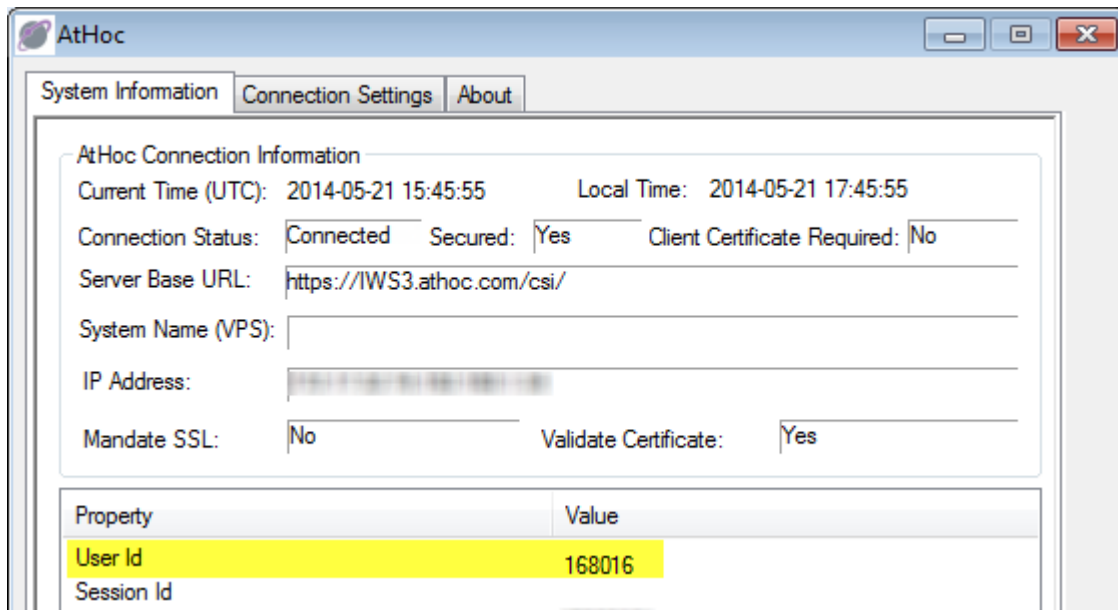 AtHoc
System Information Connection Settings About
AtHoc Connection Information
Current Time (UTC): 2014-05-21 15:45:55 Local Time: 2014-05-21 17:45:55
Connection Status: Connected Secured: Yes Client Certificate Required: No
Server Base URL: https://IWS3.athoc.com/csi/
System Name (VPS):
IP Address:
Mandate SSL: No Validate Certificate: Yes
Property Value
User Id 168016
Session Id